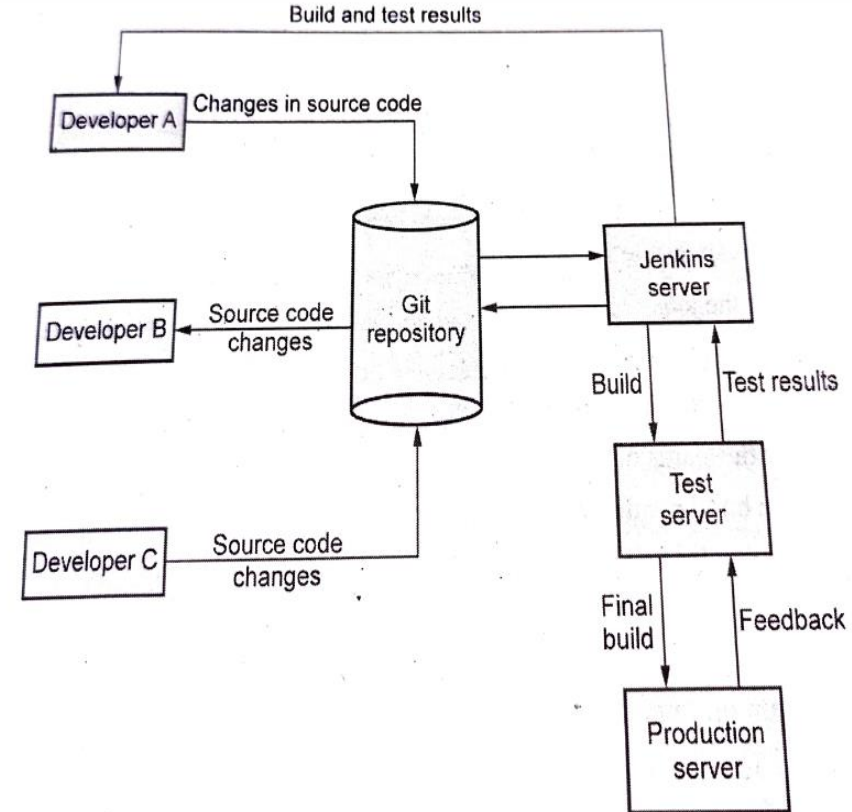 Build and test results
Developer A
Changes in source code
Git
repository
Jenkins
server
Developer B
Source code
changes
Build
Test results
Test
server
Developer C
Source code
changes
Final
build
Feedback
Production
server